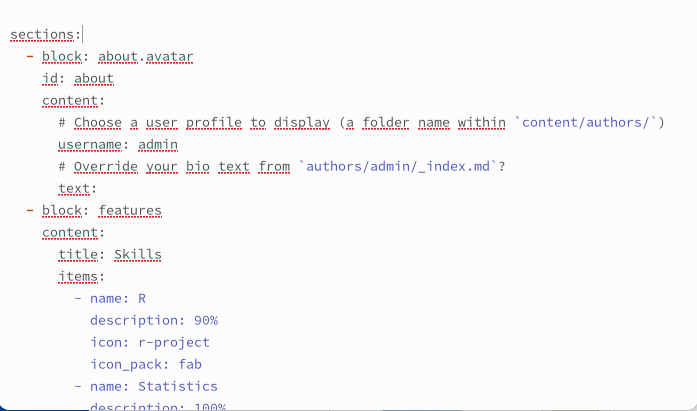 sections:
- block: about.avatar
id: about
content:
# Choose a user profile to display (a folder name within `content/authors/`)
username: admin
# Override your bio text from `authors/admin/_index.md`?
text:
- block: features
content:
title: Skills
items:
- name: R
description: 90%
icon: r-project
icon_pack: fab
- name: Statistics
description: 100%